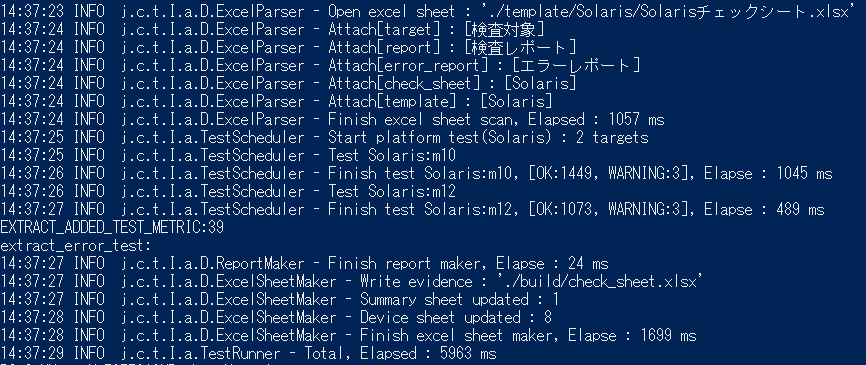 14:37:23 INFO  j.c.t.I.a.D.ExcelParser - Open excel sheet : './template/Solaris/Solarisチェックシート.xlsx'
14:37:24 INFO  j.c.t.I.a.D.ExcelParser - Attach[target] : [検査対象]
14:37:24 INFO  j.c.t.I.a.D.ExcelParser - Attach[report] : [検査レポート]
14:37:24 INFO  j.c.t.I.a.D.ExcelParser - Attach[error_report] : [エラーレポート]
14:37:24 INFO  j.c.t.I.a.D.ExcelParser - Attach[check_sheet] : [Solaris]
14:37:24 INFO  j.c.t.I.a.D.ExcelParser - Attach[template] : [Solaris]
14:37:24 INFO  j.c.t.I.a.D.ExcelParser - Finish excel sheet scan, Elapsed : 1057 ms
14:37:25 INFO  j.c.t.I.a.TestScheduler - Start platform test(Solaris) : 2 targets
14:37:25 INFO  j.c.t.I.a.TestScheduler - Test Solaris:m10
14:37:26 INFO  j.c.t.I.a.TestScheduler - Finish test Solaris:m10, [OK:1449, WARNING:3], Elapse : 1045 ms
14:37:26 INFO  j.c.t.I.a.TestScheduler - Test Solaris:m12
14:37:27 INFO  j.c.t.I.a.TestScheduler - Finish test Solaris:m12, [OK:1073, WARNING:3], Elapse : 489 ms
EXTRACT_ADDED_TEST_METRIC:39
extract_error_test:
14:37:27 INFO  j.c.t.I.a.D.ReportMaker - Finish report maker, Elapse : 24 ms
14:37:27 INFO  j.c.t.I.a.D.ExcelSheetMaker - Write evidence : './build/check_sheet.xlsx'
14:37:27 INFO  j.c.t.I.a.D.ExcelSheetMaker - Summary sheet updated : 1
14:37:28 INFO  j.c.t.I.a.D.ExcelSheetMaker - Device sheet updated : 8
14:37:28 INFO  j.c.t.I.a.D.ExcelSheetMaker - Finish excel sheet maker, Elapse : 1699 ms
14:37:29 INFO  j.c.t.I.a.TestRunner - Total, Elapsed : 5963 ms